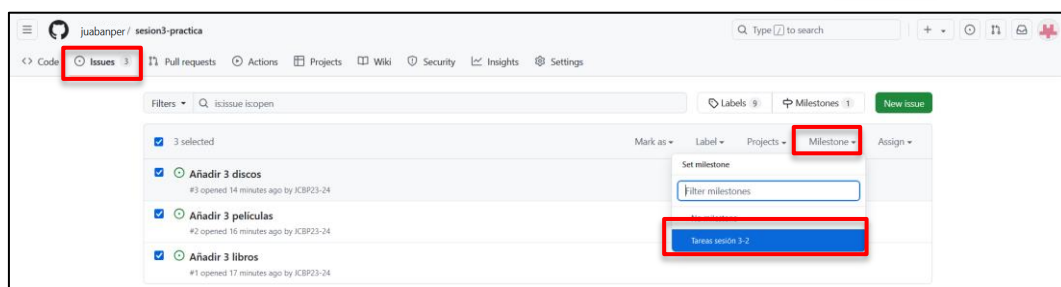 juabanper / sesion3-practica
Type / to search
Code Issues 3 Pull requests Actions Projects Wiki Security Insights Settings
Filters is:issue is:open Labels 9 Milestones 1 New issue
3 selected Mark as Label Projects Milestone Assign
Set milestone
Añadir 3 discos
#3 opened 14 minutes ago by JCBP23-24
Filter milestones
No milestone
Añadir 3 películas
#2 opened 16 minutes ago by JCBP23-24
Tareas sesión 3-2
Añadir 3 libros
#1 opened 17 minutes ago by JCBP23-24